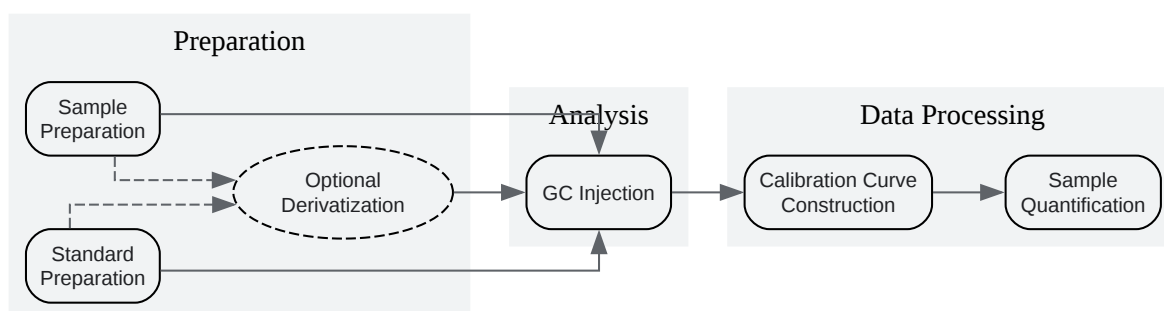 Preparation
Sample
Preparation
Optional
Derivatization
Standard
Preparation
Analysis
GC Injection
Data Processing
Calibration Curve
Construction
Sample
Quantification